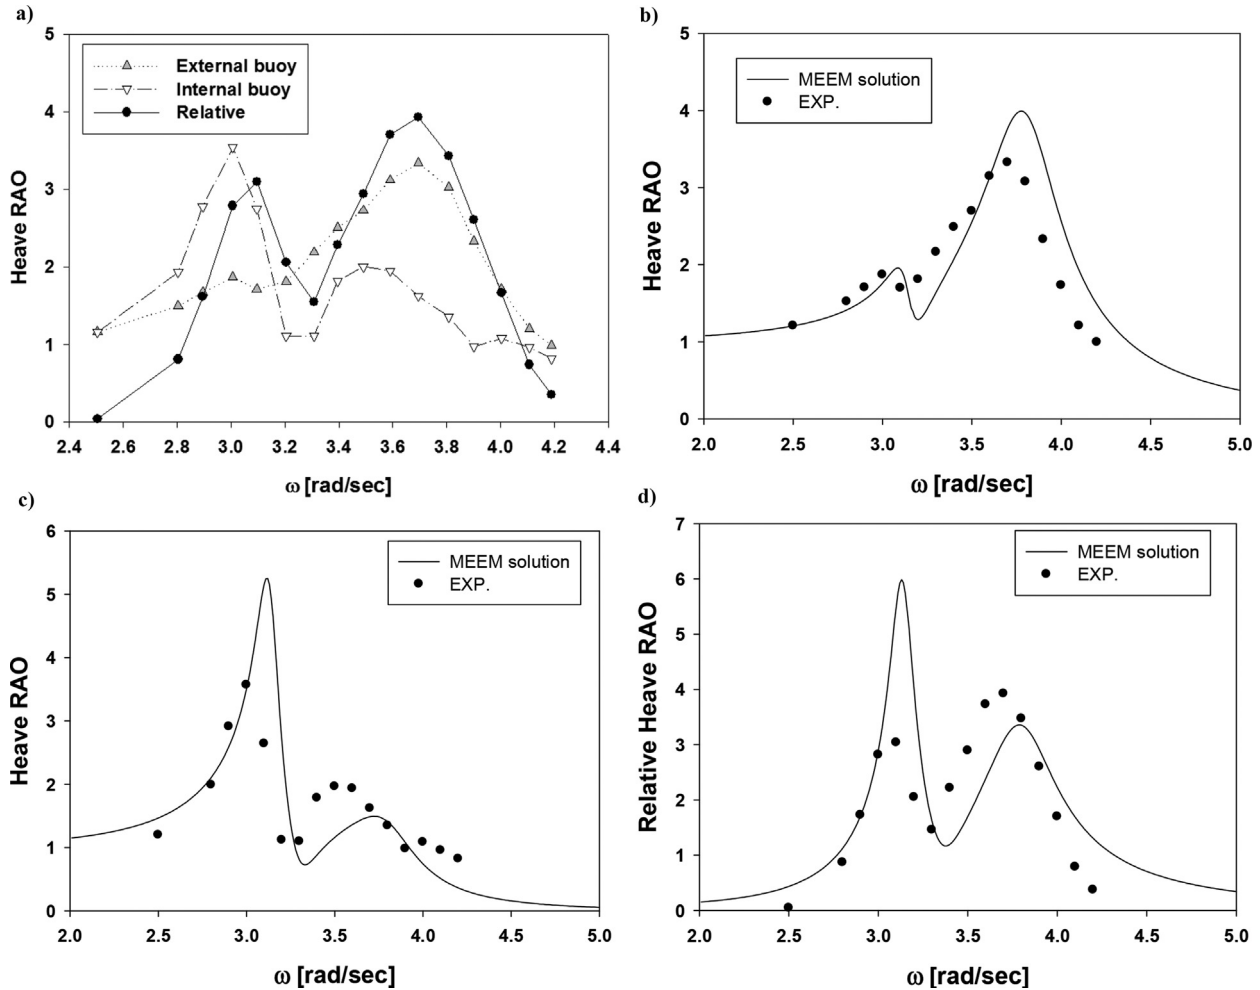 a)
5
4
3
2
1
0
Heave RAO
External buoy
Internal buoy
Relative
2.4 2.6 2.8 3.0 3.2 3.4 3.6 3.8 4.0 4.2 4.4
ω [rad/sec]
b)
5
4
3
2
1
0
Heave RAO
MEEM solution
EXP.
2.0 2.5 3.0 3.5 4.0 4.5 5.0
ω [rad/sec]
c)
6
5
4
3
2
1
0
Heave RAO
MEEM solution
EXP.
2.0 2.5 3.0 3.5 4.0 4.5 5.0
ω [rad/sec]
d)
7
6
5
4
3
2
1
0
Relative Heave RAO
MEEM solution
EXP.
2.0 2.5 3.0 3.5 4.0 4.5 5.0
ω [rad/sec]